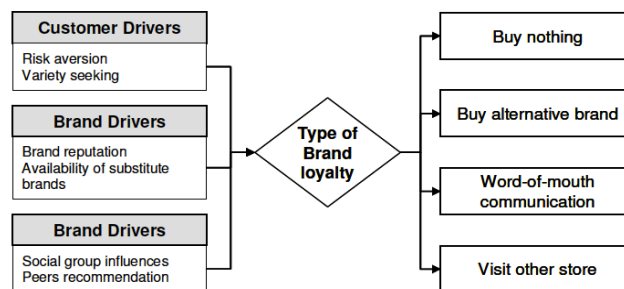 Customer Drivers
Risk aversion
Variety seeking
Brand Drivers
Brand reputation
Availability of substitute
brands
Brand Drivers
Social group influences
Peers recommendation
Type of
Brand
loyalty
Buy nothing
Buy alternative brand
Word-of-mouth
communication
Visit other store